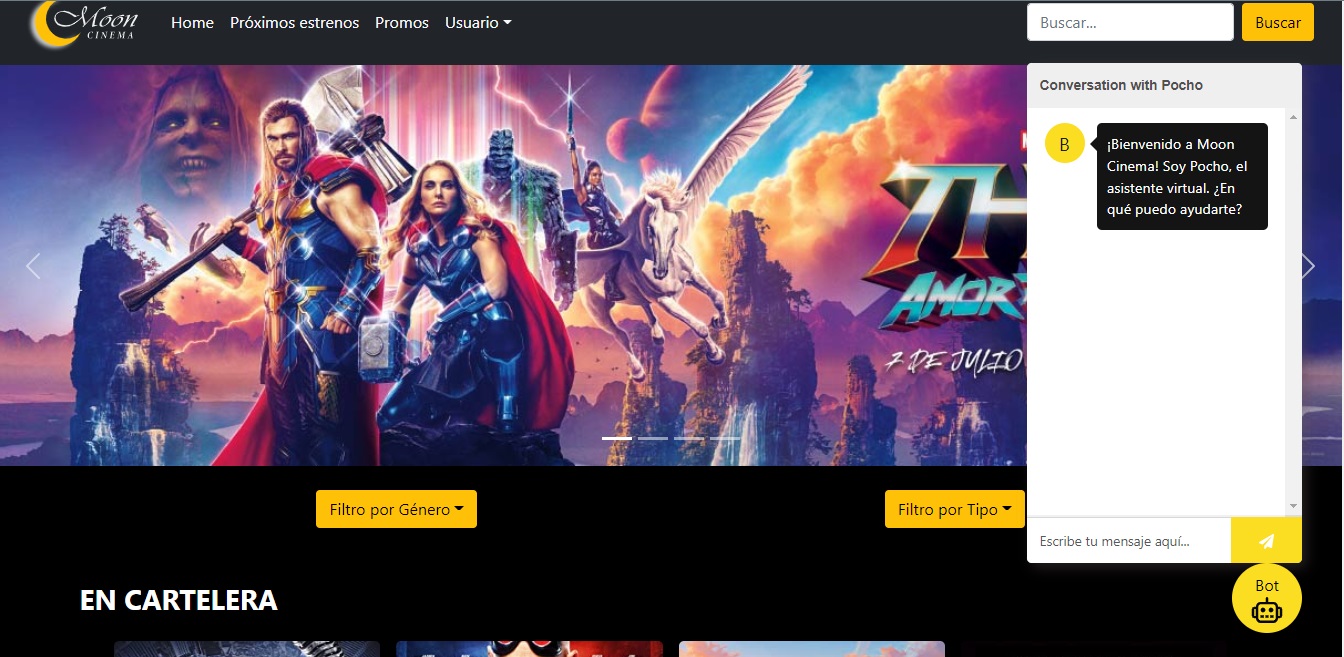 Moon
CINEMA
Home
Próximos estrenos
Promos
Usuario
Buscar...
Buscar
Conversation with Pocho
B
¡Bienvenido a Moon
Cinema! Soy Pocho, el
asistente virtual. ¿En
qué puedo ayudarte?
TH
AMOR
7 DE JULIO
Filtro por Género
Filtro por Tipo
Escribe tu mensaje aquí...
Bot
EN CARTELERA